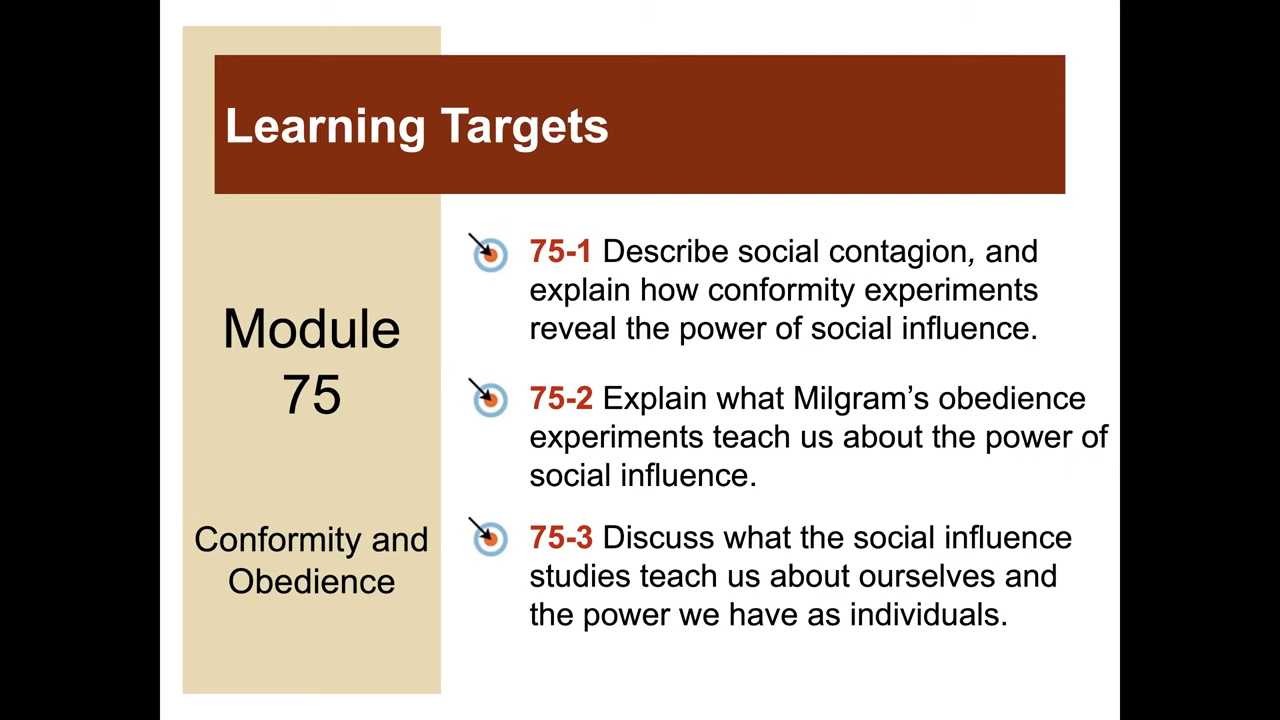 Learning Targets
Module
75
Conformity and
Obedience
75-1 Describe social contagion, and
explain how conformity experiments
reveal the power of social influence.
75-2 Explain what Milgram’s obedience
experiments teach us about the power of
social influence.
75-3 Discuss what the social influence
studies teach us about ourselves and
the power we have as individuals.